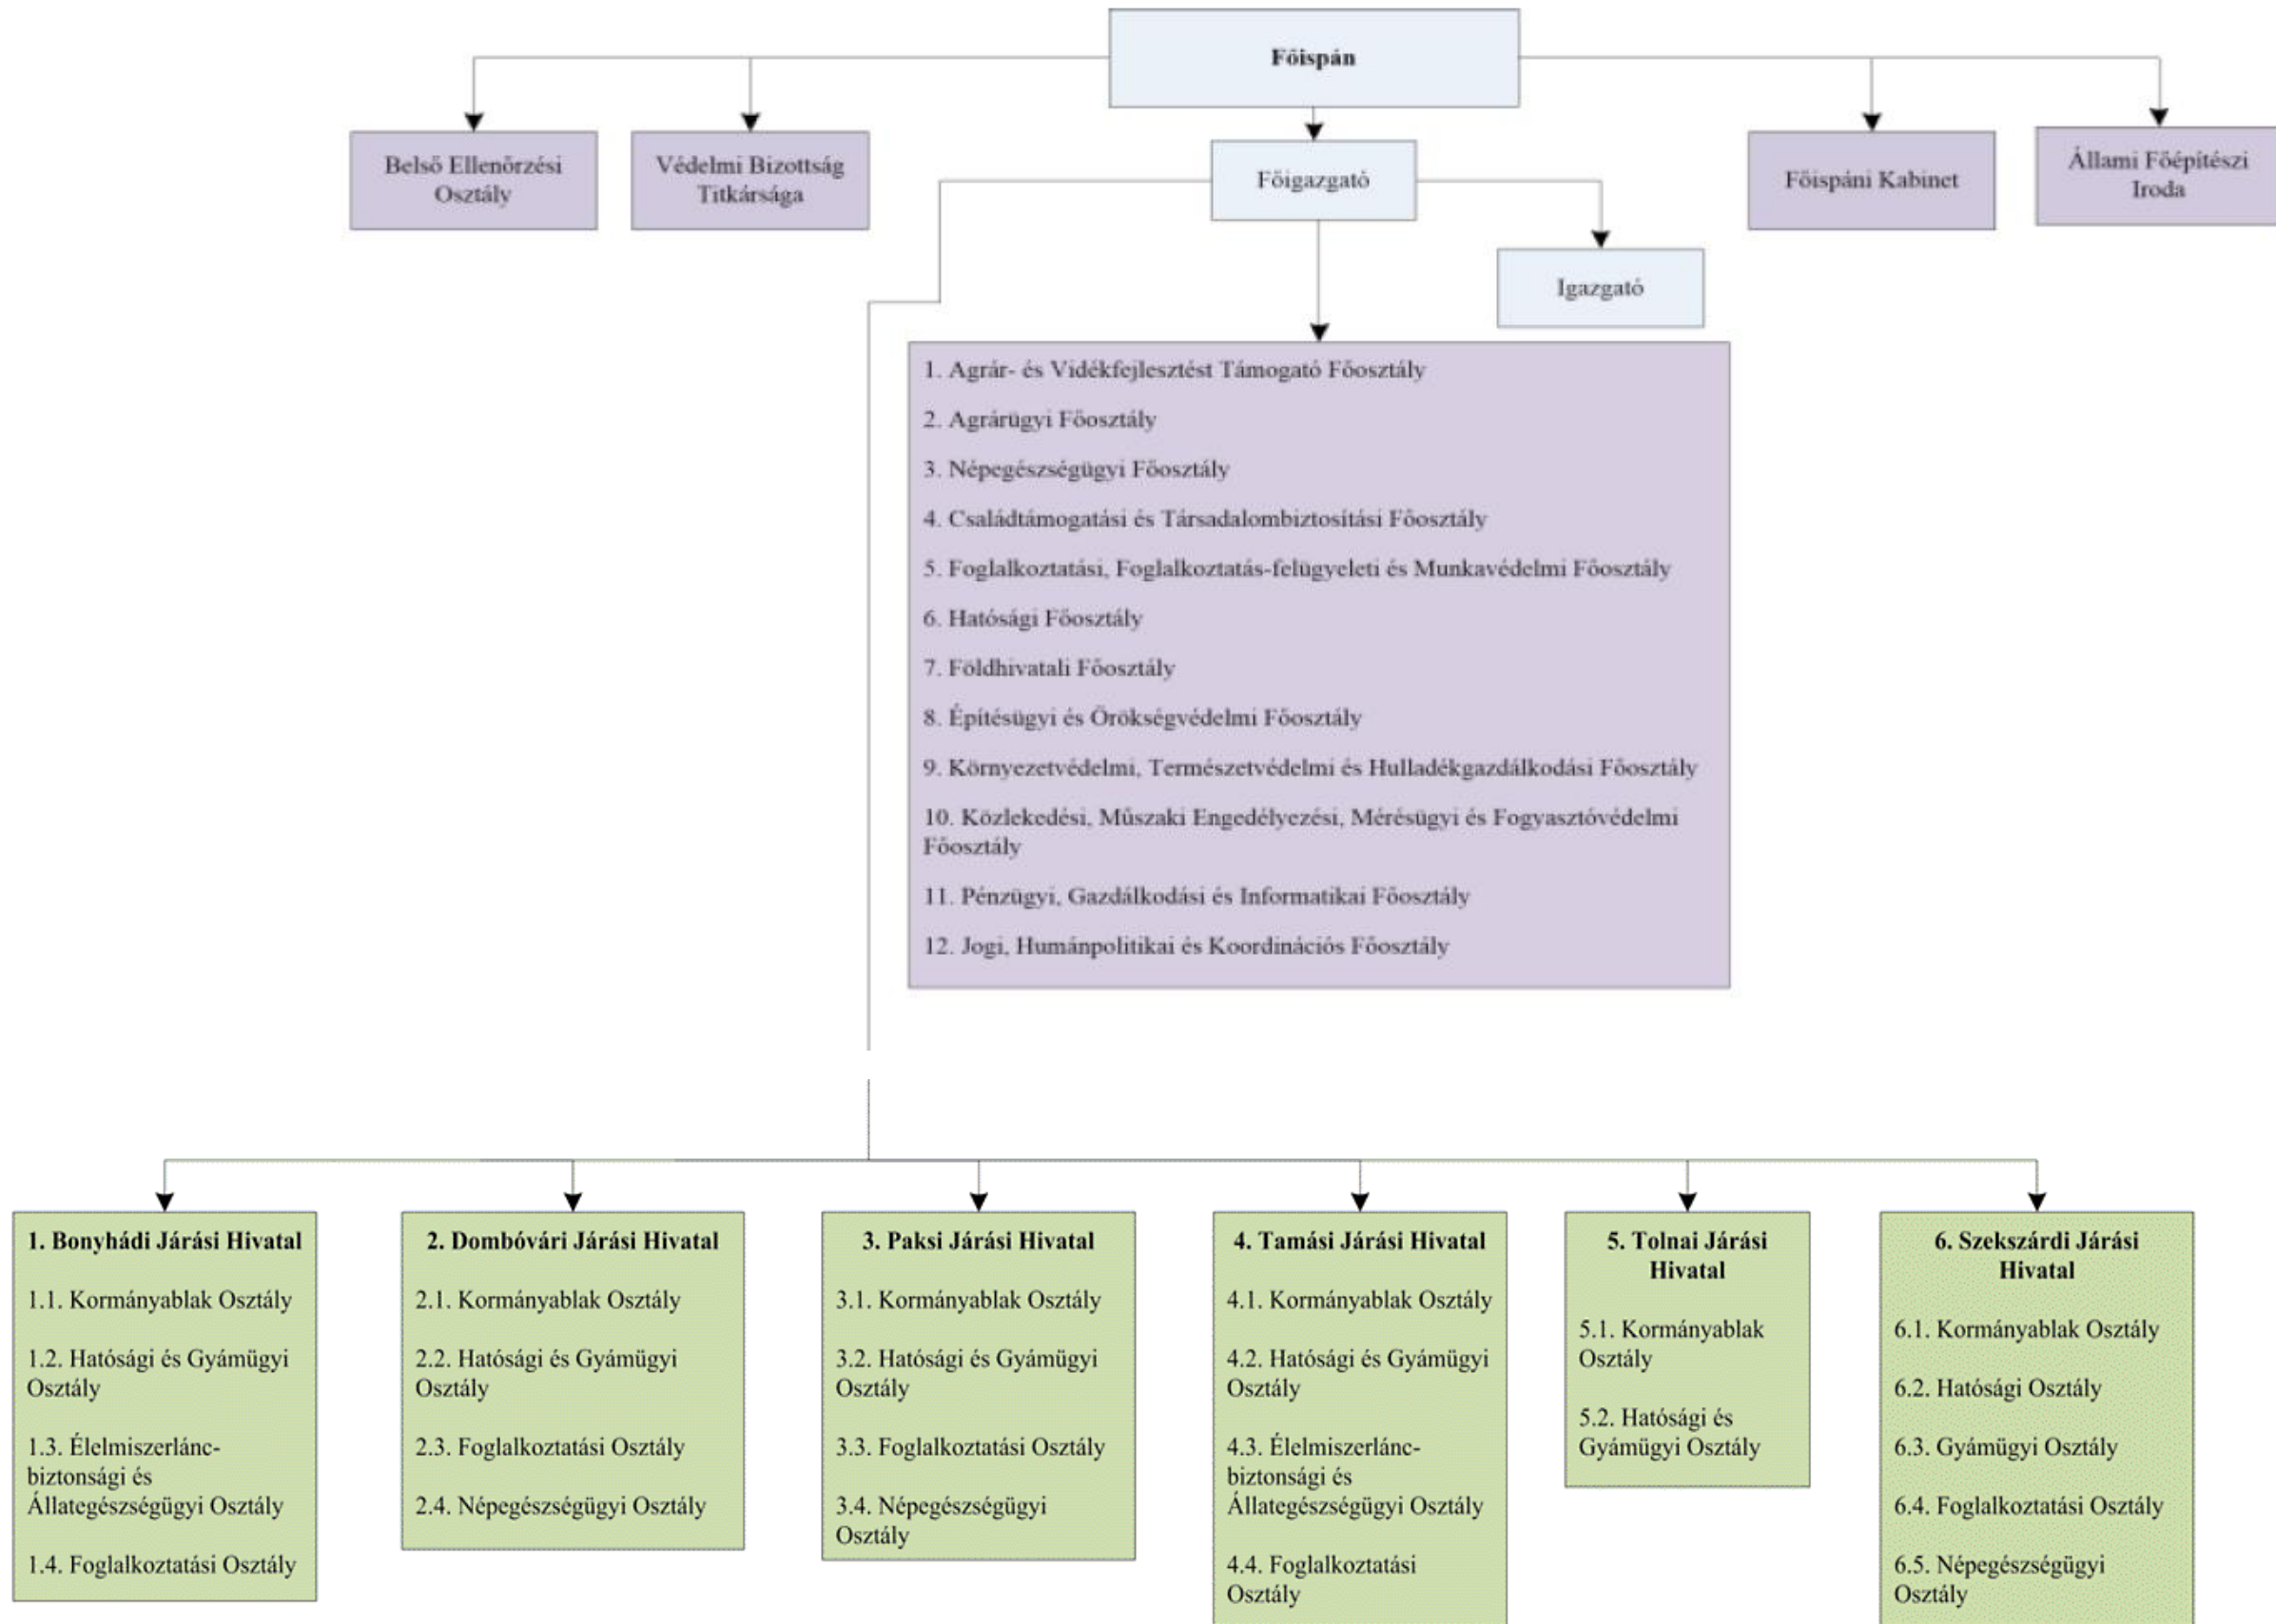 Főispán
Belső Ellenőrzési
Osztály
Védelmi Bizottság
Titkársága
Főigazgató
Főispáni Kabinet
Állami Főépítészi
Iroda
Igazgató
1. Agrár- és Vidékfejlesztést Támogató Főosztály
2. Agrárügyi Főosztály
3. Népegészségügyi Főosztály
4. Családtámogatási és Társadalombiztosítási Főosztály
5. Foglalkoztatási, Foglalkoztatás-felügyeleti és Munkavédelmi Főosztály
6. Hatósági Főosztály
7. Földhivatali Főosztály
8. Építésügyi és Örökségvédelmi Főosztály
9. Környezetvédelmi, Természetvédelmi és Hulladékgazdálkodási Főosztály
10. Közlekedési, Műszaki Engedélyezési, Mérésügyi és Fogyasztóvédelmi
Főosztály
11. Pénzügyi, Gazdálkodási és Informatikai Főosztály
12. Jogi, Humánpolitikai és Koordinációs Főosztály
1. Bonyhádi Járási Hivatal
1.1. Kormányablak Osztály
1.2. Hatósági és Gyámügyi
Osztály
1.3. Élelmiszerlánc-
biztonsági és
Állategészségügyi Osztály
1.4. Foglalkoztatási Osztály
2. Dombóvári Járási Hivatal
2.1. Kormányablak Osztály
2.2. Hatósági és Gyámügyi
Osztály
2.3. Foglalkoztatási Osztály
2.4. Népegészségügyi Osztály
3. Paksi Járási Hivatal
3.1. Kormányablak Osztály
3.2. Hatósági és Gyámügyi
Osztály
3.3. Foglalkoztatási Osztály
3.4. Népegészségügyi
Osztály
4. Tamási Járási Hivatal
4.1. Kormányablak Osztály
4.2. Hatósági és Gyámügyi
Osztály
4.3. Élelmiszerlánc-
biztonsági és
Állategészségügyi Osztály
4.4. Foglalkoztatási
Osztály
5. Tolnai Járási
Hivatal
5.1. Kormányablak
Osztály
5.2. Hatósági és
Gyámügyi Osztály
6. Szekszárdi Járási
Hivatal
6.1. Kormányablak Osztály
6.2. Hatósági Osztály
6.3. Gyámügyi Osztály
6.4. Foglalkoztatási Osztály
6.5. Népegészségügyi
Osztály